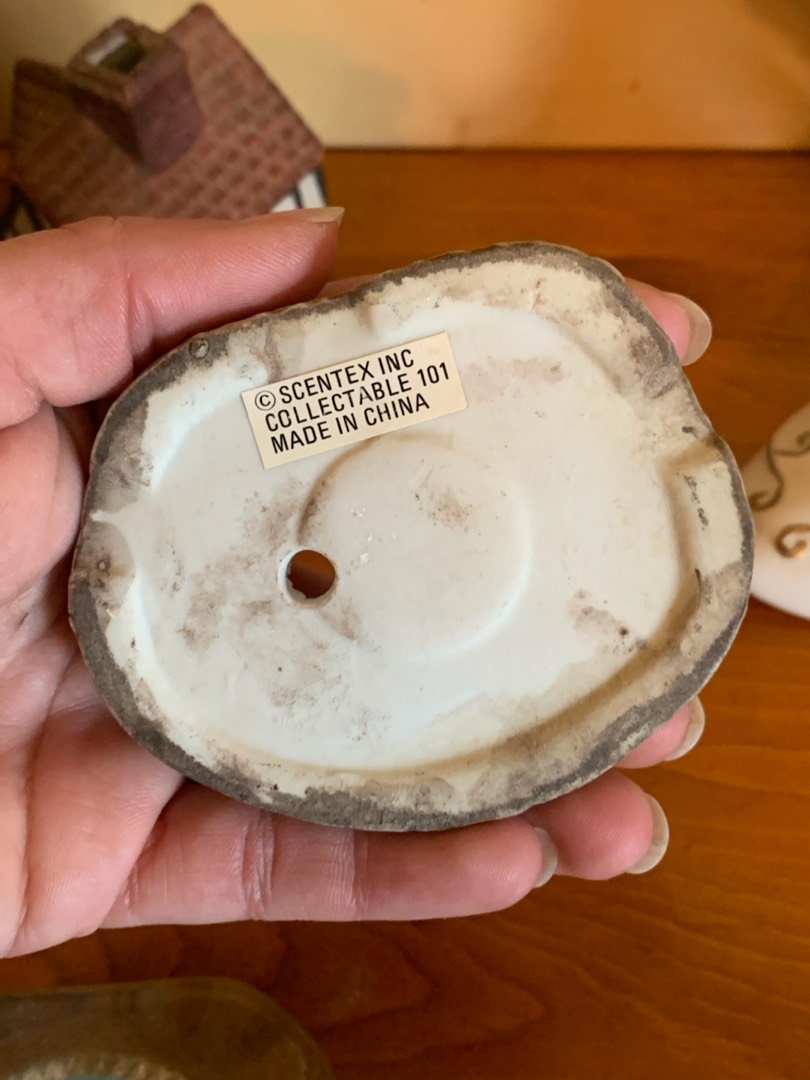 © SCENTEX INC
COLLECTABLE 101
MADE IN CHINA